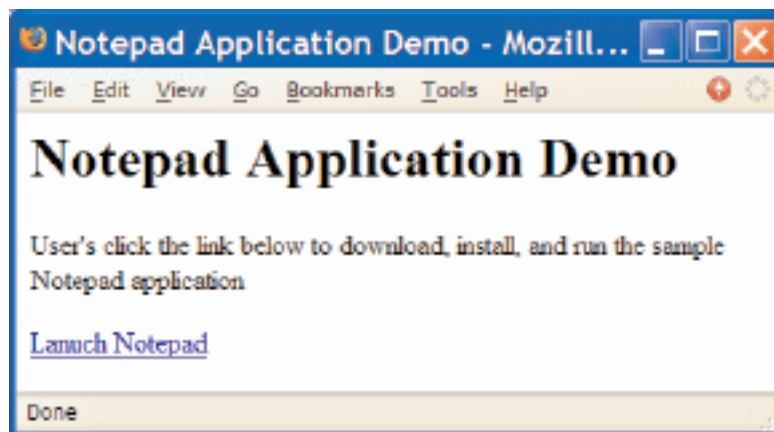 Notepad Application Demo - Mozill...
File Edit View Go Bookmarks Tools Help
Notepad Application Demo
User's click the link below to download, install, and run the sample
Notepad application
Lanuch Notepad
Done